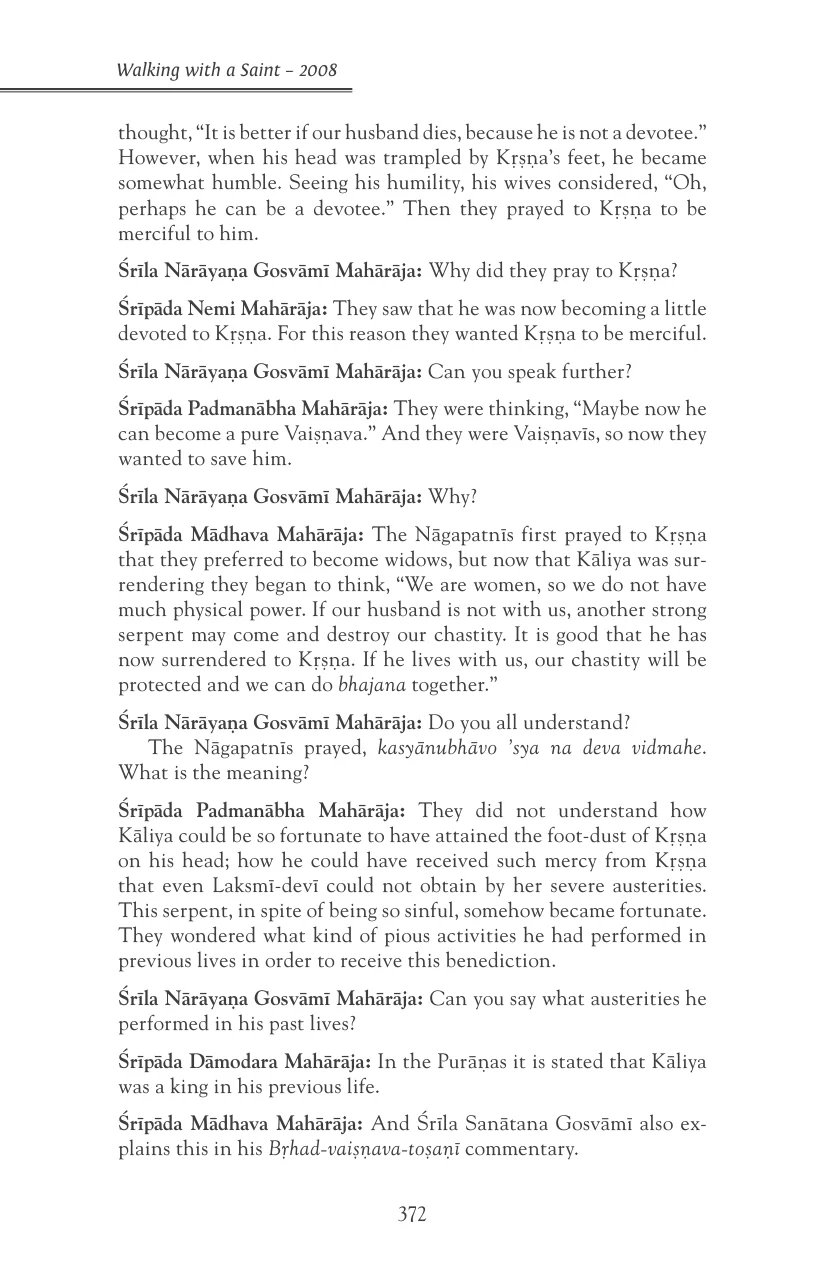 Walking with a Saint – 2008
thought, “It is better if our husband dies, because he is not a devotee.”
However, when his head was trampled by Kṛṣṇa’s feet, he became
somewhat humble. Seeing his humility, his wives considered, “Oh,
perhaps he can be a devotee.” Then they prayed to Kṛṣṇa to be
merciful to him.
Śrīla Nārāyaṇa Gosvāmī Mahārāja: Why did they pray to Kṛṣṇa?
Śrīpāda Nemi Mahārāja: They saw that he was now becoming a little
devoted to Kṛṣṇa. For this reason they wanted Kṛṣṇa to be merciful.
Śrīla Nārāyaṇa Gosvāmī Mahārāja: Can you speak further?
Śrīpāda Padmanābha Mahārāja: They were thinking, “Maybe now he
can become a pure Vaiṣṇava.” And they were Vaiṣṇavīs, so now they
wanted to save him.
Śrīla Nārāyaṇa Gosvāmī Mahārāja: Why?
Śrīpāda Mādhava Mahārāja: The Nāgapatnīs first prayed to Kṛṣṇa
that they preferred to become widows, but now that Kāliya was sur-
rendering they began to think, “We are women, so we do not have
much physical power. If our husband is not with us, another strong
serpent may come and destroy our chastity. It is good that he has
now surrendered to Kṛṣṇa. If he lives with us, our chastity will be
protected and we can do bhajana together.”
Śrīla Nārāyaṇa Gosvāmī Mahārāja: Do you all understand?
The Nāgapatnīs prayed, kasyānubhāvo ’sya na deva vidmahe.
What is the meaning?
Śrīpāda Padmanābha Mahārāja: They did not understand how
Kāliya could be so fortunate to have attained the foot-dust of Kṛṣṇa
on his head; how he could have received such mercy from Kṛṣṇa
that even Laksmī-devī could not obtain by her severe austerities.
This serpent, in spite of being so sinful, somehow became fortunate.
They wondered what kind of pious activities he had performed in
previous lives in order to receive this benediction.
Śrīla Nārāyaṇa Gosvāmī Mahārāja: Can you say what austerities he
performed in his past lives?
Śrīpāda Dāmodara Mahārāja: In the Purāṇas it is stated that Kāliya
was a king in his previous life.
Śrīpāda Mādhava Mahārāja: And Śrīla Sanātana Gosvāmī also ex-
plains this in his Bṛhad-vaiṣṇava-toṣaṇī commentary.
372